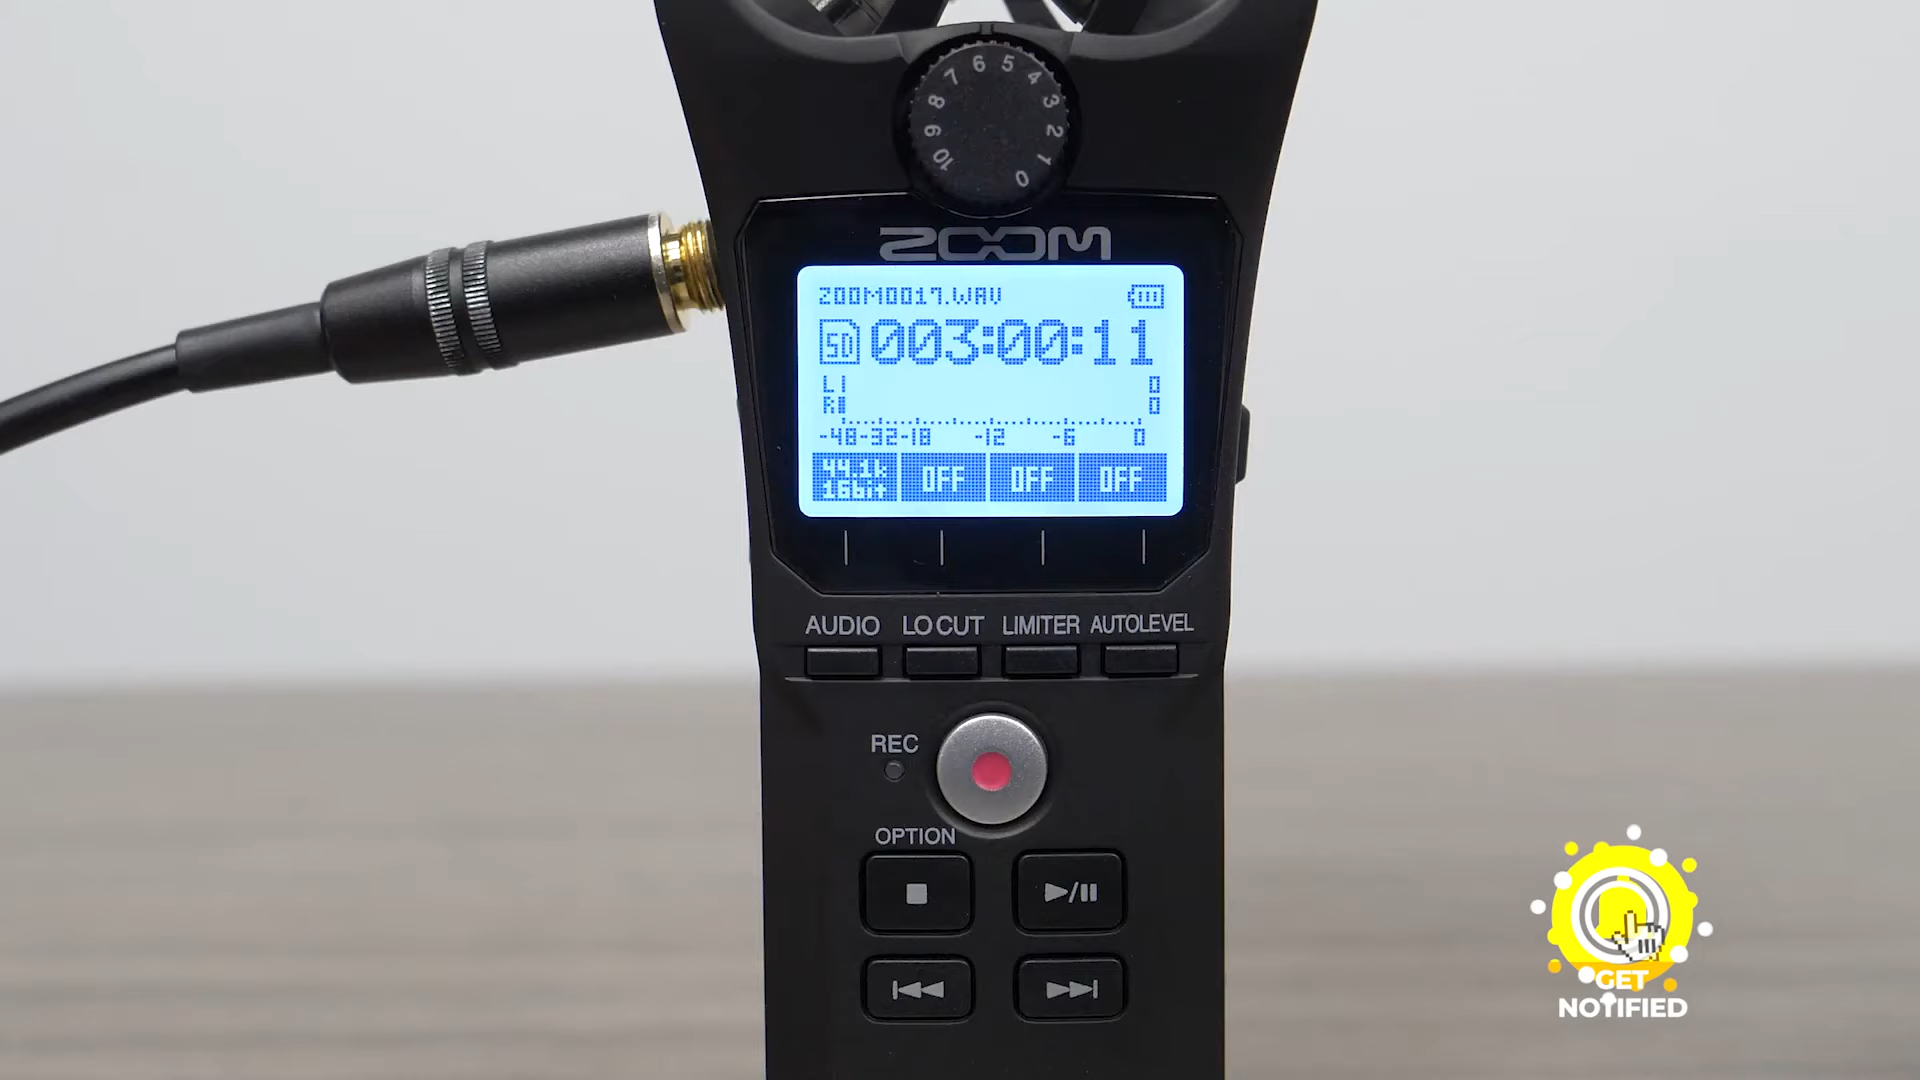 6 5
7 4
8 3
9 2
10 1
0
ZOOM
ZOOM0017.WAV
SD 003:00:11
L 0
R 0
-48 -32 -18 -12 -6 0
44.1k 16bit OFF OFF OFF
AUDIO LO CUT LIMITER AUTOLEVEL
REC
OPTION
GET
NOTIFIED